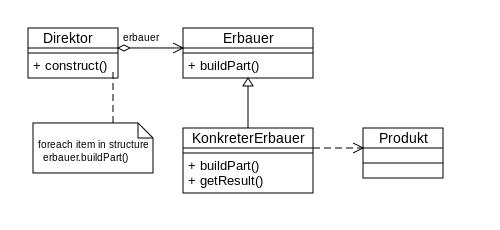 Direktor
+ construct()
erbauer
Erbauer
+ buildPart()
foreach item in structure
erbauer.buildPart()
KonkreterErbauer
+ buildPart()
+ getResult()
Produkt